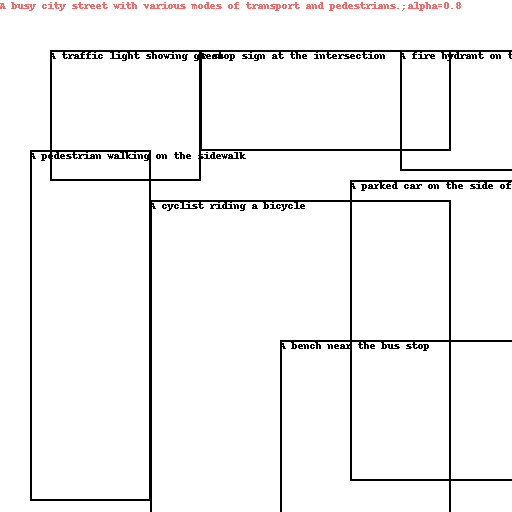 A busy city street with various modes of transport and pedestrians.;alpha=0.8
A traffic light showing green
A stop sign at the intersection
A fire hydrant on t
A pedestrian walking on the sidewalk
A parked car on the side of
A cyclist riding a bicycle
A bench near the bus stop